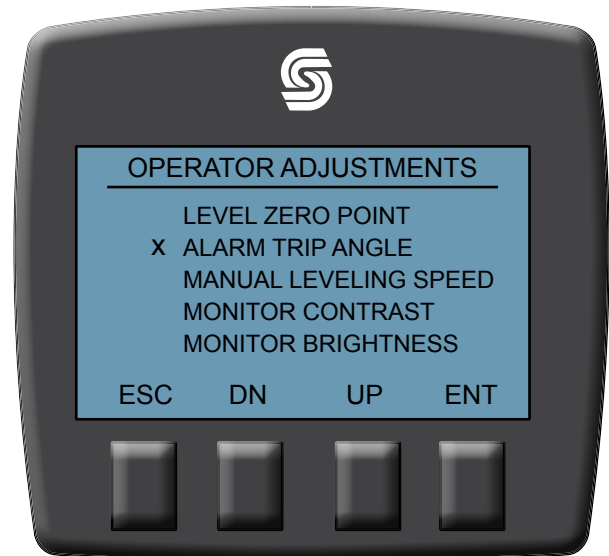 OPERATOR ADJUSTMENTS
LEVEL ZERO POINT
X ALARM TRIP ANGLE
MANUAL LEVELING SPEED
MONITOR CONTRAST
MONITOR BRIGHTNESS
ESC DN UP ENT